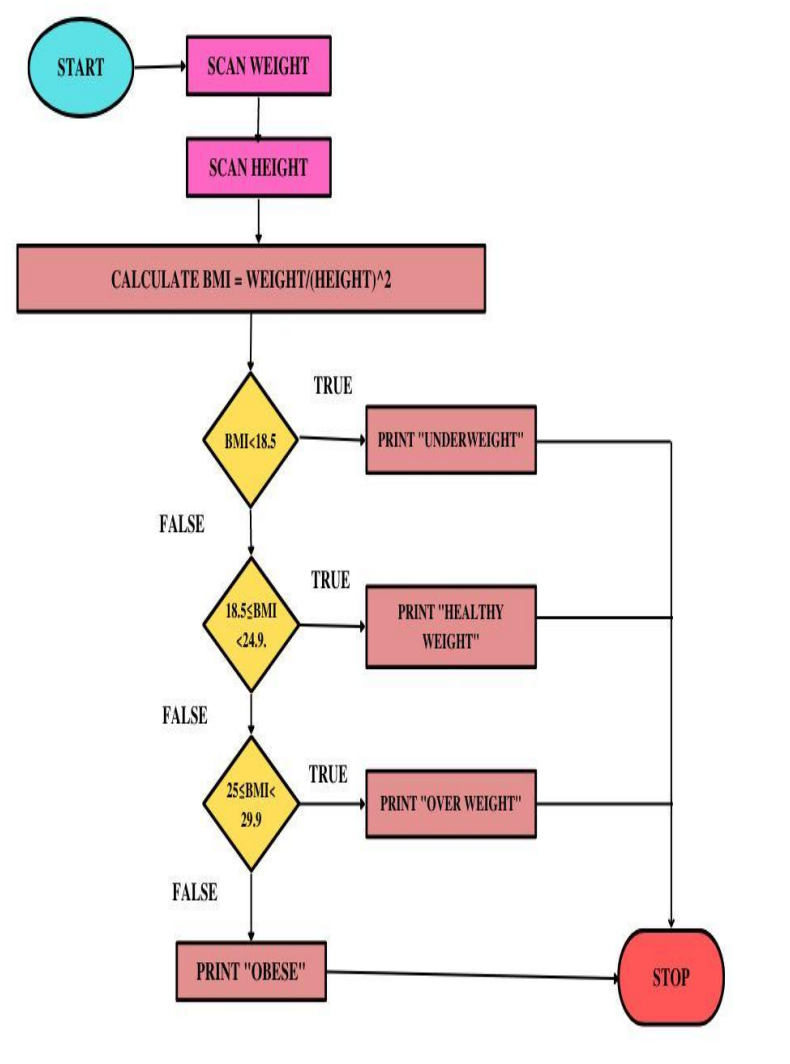 START
SCAN WEIGHT
SCAN HEIGHT
CALCULATE BMI = WEIGHT/(HEIGHT)^2
TRUE
BMI<18.5
PRINT "UNDERWEIGHT"
FALSE
TRUE
18.5≤BMI
<24.9.
PRINT "HEALTHY
WEIGHT"
FALSE
TRUE
25≤BMI<
29.9
PRINT "OVER WEIGHT"
FALSE
PRINT "OBESE"
STOP